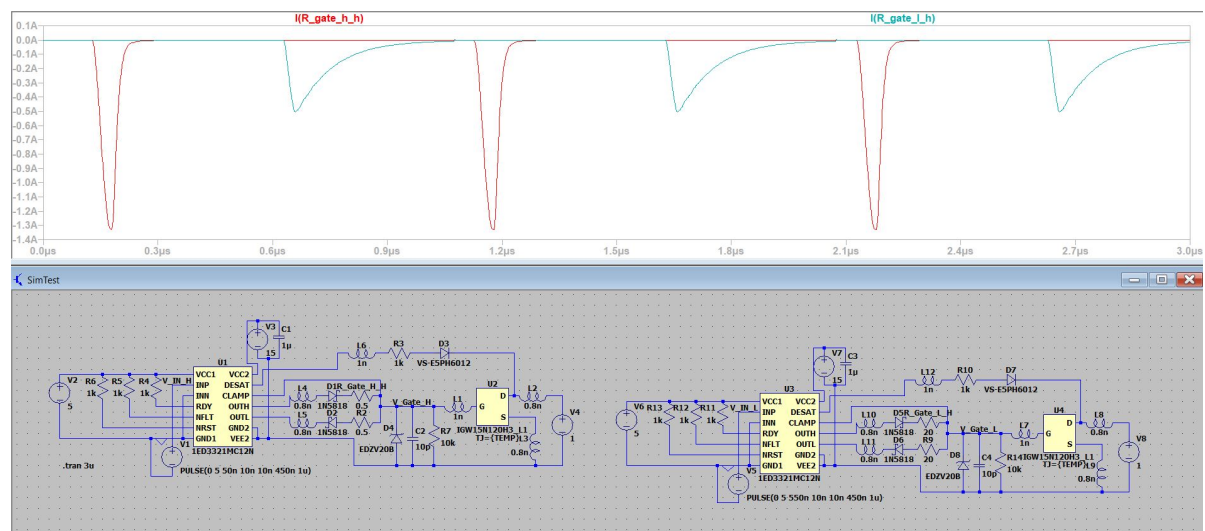 I(R_gate_h_h) I(R_gate_l_h)
0.1A
0.0A
-0.1A
-0.2A
-0.3A
-0.4A
-0.5A
-0.6A
-0.7A
-0.8A
-0.9A
-1.0A
-1.1A
-1.2A
-1.3A
-1.4A
0.0µs 0.3µs 0.6µs 0.9µs 1.2µs 1.5µs 1.8µs 2.1µs 2.4µs 2.7µs 3.0µs
SimTest
V3
15
C1
1µ
L6
1n
R3
1k
D3
VS-E5PH6012
U1
VCC1 VCC2
INP DESAT
INN CLAMP
RDY OUTH
NFLT OUTL
NRST GND2
GND1 VEE2
1ED3321MC12N
V2
5
R6
1k
R5
1k
R4
1k
V_IN_H
V1
PULSE(0 5 50n 10n 10n 450n 1u)
.tran 3u
L4
0.8n
D1
1N5818
R_Gate_H_H
0.5
L5
0.8n
D2
1N5818
R2
0.5
V_Gate_H
D4
EDZV20B
C2
10p
R7
10k
L1
1n
U2
D
G
S
IGW15N120H3_L1
TJ={TEMP}
L2
0.8n
L3
0.8n
V4
1
V7
15
C3
1µ
L12
1n
R10
1k
D7
VS-E5PH6012
U3
VCC1 VCC2
INP DESAT
INN CLAMP
RDY OUTH
NFLT OUTL
NRST GND2
GND1 VEE2
1ED3321MC12N
V6
5
R13
1k
R12
1k
R11
1k
V_IN_L
V5
PULSE(0 5 550n 10n 10n 450n 1u)
L10
0.8n
D5
1N5818
R_Gate_L_H
20
L11
0.8n
D6
1N5818
R9
20
V_Gate_L
D8
EDZV20B
C4
10p
R14
10k
L7
1n
U4
D
G
S
IGW15N120H3_L1
TJ={TEMP}
L8
0.8n
L9
0.8n
V8
1